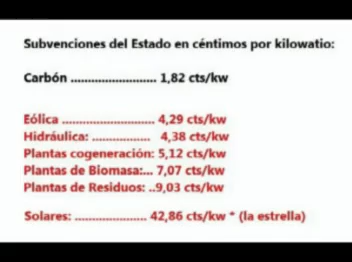 Subvenciones del Estado en céntimos por kilowatio:
Carbón .......................... 1,82 cts/kw
Eólica ............................ 4,29 cts/kw
Hidráulica: ................. 4,38 cts/kw
Plantas cogeneración: 5,12 cts/kw
Plantas de Biomasa:... 7,07 cts/kw
Plantas de Residuos: ..9,03 cts/kw
Solares: ..................... 42,86 cts/kw * (la estrella)